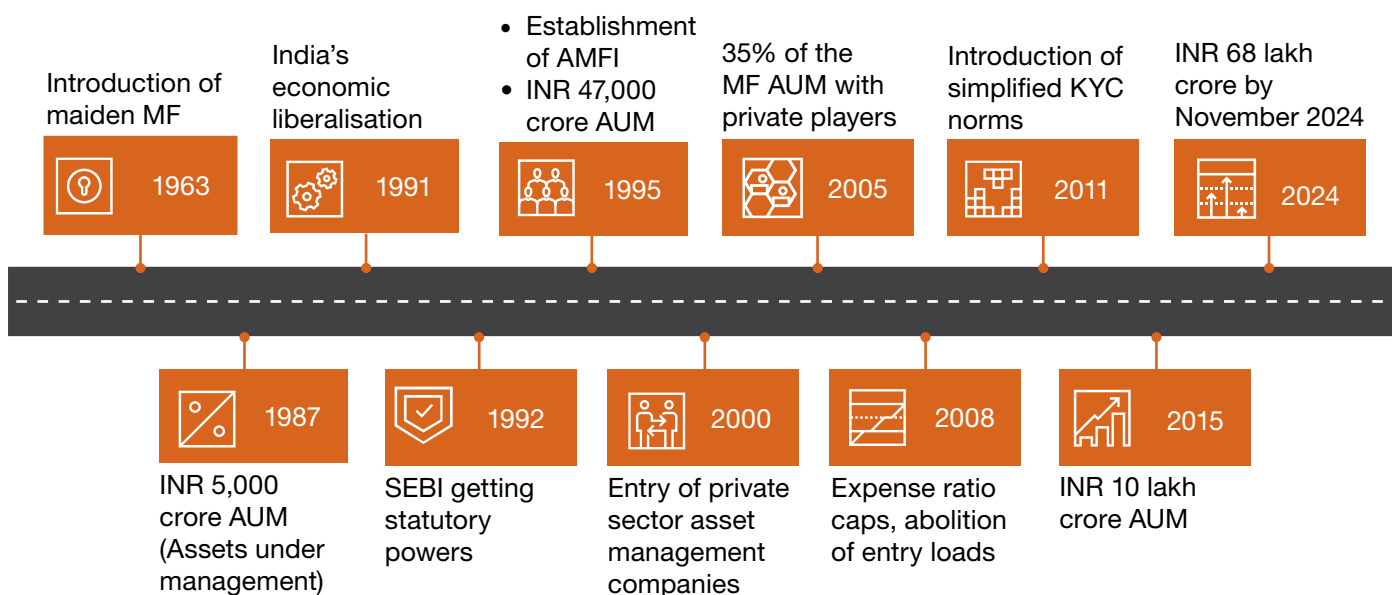 Introduction of
maiden MF
1963
India's
economic
liberalisation
1991
• Establishment
of AMFI
• INR 47,000
crore AUM
1995
35% of the
MF AUM with
private players
2005
Introduction of
simplified KYC
norms
2011
INR 68 lakh
crore by
November 2024
2024
1987
INR 5,000
crore AUM
(Assets under
management)
1992
SEBI getting
statutory
powers
2000
Entry of private
sector asset
management
companies
2008
Expense ratio
caps, abolition
of entry loads
2015
INR 10 lakh
crore AUM